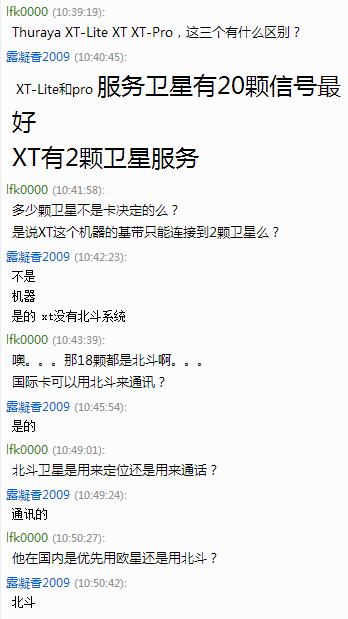 lfk0000 (10:39:19):
Thuraya XT-Lite XT XT-Pro，这三个有什么区别？
露凝香2009 (10:40:45):
XT-Lite和pro 服务卫星有20颗信号最
好
XT有2颗卫星服务
lfk0000 (10:41:58):
多少颗卫星不是卡决定的么？
是说XT这个机器的基带只能连接到2颗卫星么？
露凝香2009 (10:42:23):
不是
机器
是的 xt没有北斗系统
lfk0000 (10:43:39):
噢。。。那18颗都是北斗啊。。。
国际卡可以用北斗来通讯？
露凝香2009 (10:45:54):
是的
lfk0000 (10:49:01):
北斗卫星是用来定位还是用来通话？
露凝香2009 (10:49:24):
通讯的
lfk0000 (10:50:27):
他在国内是优先用欧星还是用北斗？
露凝香2009 (10:50:42):
北斗